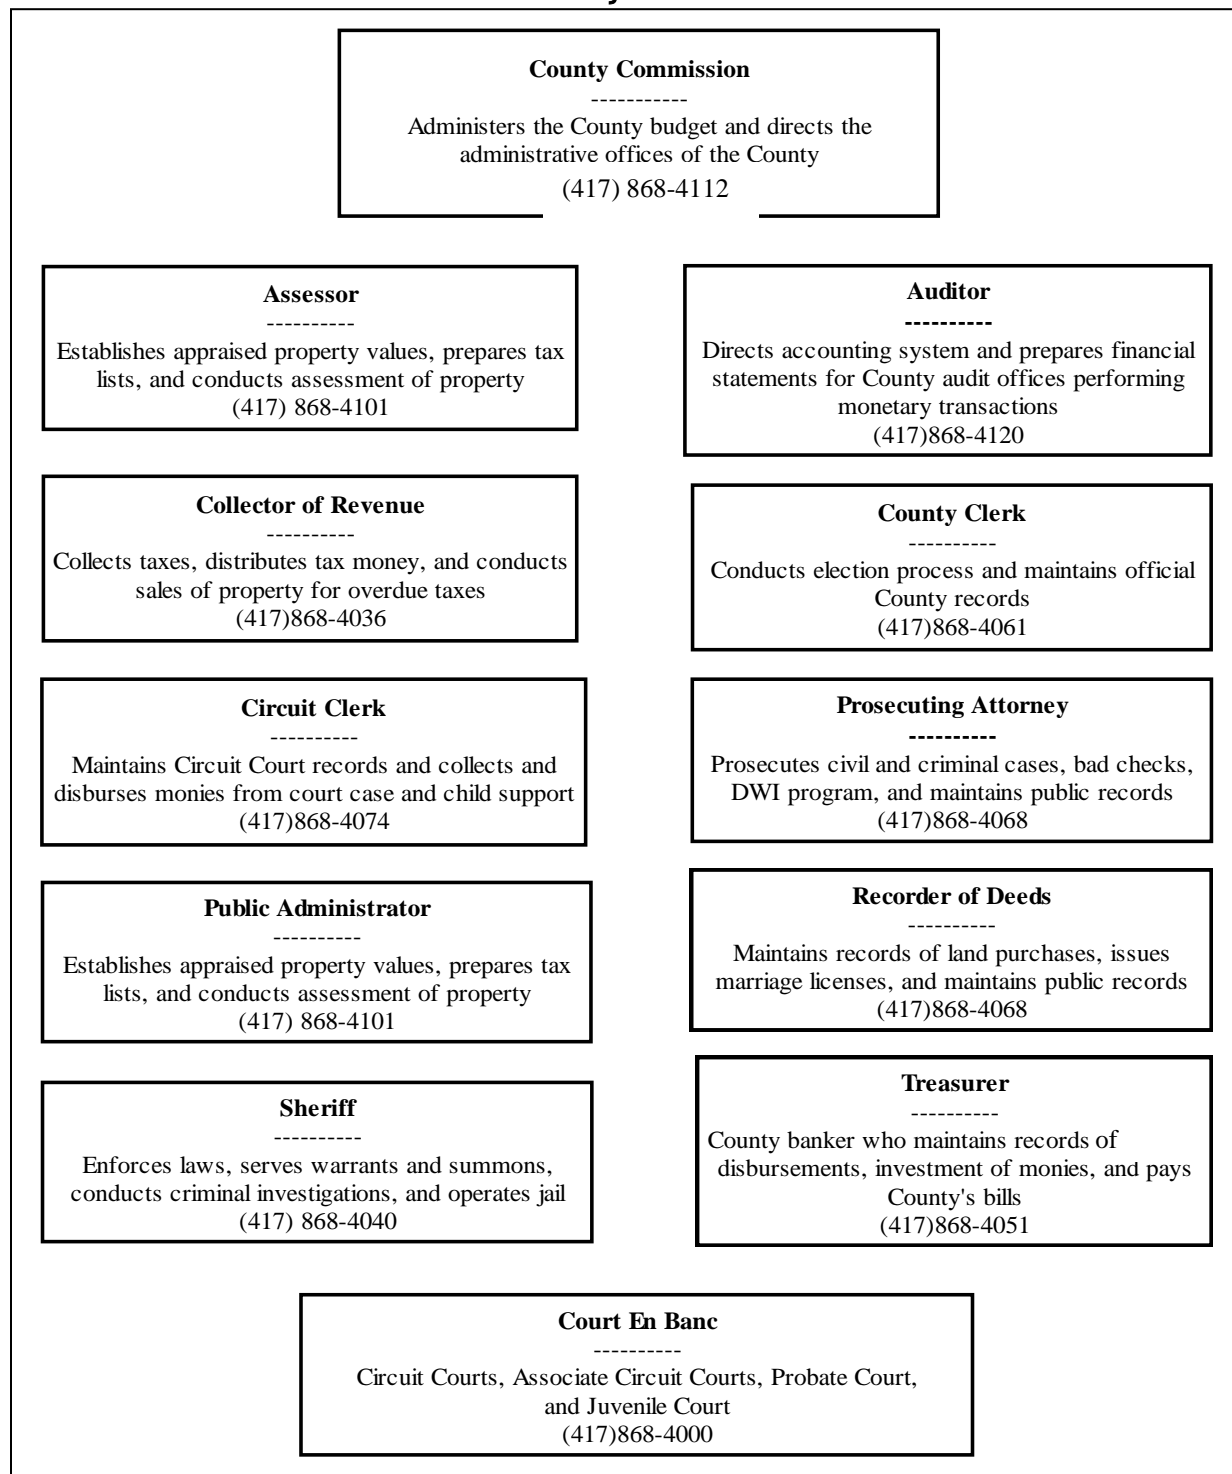 County Commission
-----------
Administers the County budget and directs the
administrative offices of the County
(417) 868-4112
Assessor
----------
Establishes appraised property values, prepares tax
lists, and conducts assessment of property
(417) 868-4101
Auditor
----------
Directs accounting system and prepares financial
statements for County audit offices performing
monetary transactions
(417)868-4120
Collector of Revenue
----------
Collects taxes, distributes tax money, and conducts
sales of property for overdue taxes
(417)868-4036
County Clerk
----------
Conducts election process and maintains official
County records
(417)868-4061
Circuit Clerk
----------
Maintains Circuit Court records and collects and
disburses monies from court case and child support
(417)868-4074
Prosecuting Attorney
----------
Prosecutes civil and criminal cases, bad checks,
DWI program, and maintains public records
(417)868-4068
Public Administrator
----------
Establishes appraised property values, prepares tax
lists, and conducts assessment of property
(417) 868-4101
Recorder of Deeds
----------
Maintains records of land purchases, issues
marriage licenses, and maintains public records
(417)868-4068
Sheriff
----------
Enforces laws, serves warrants and summons,
conducts criminal investigations, and operates jail
(417) 868-4040
Treasurer
----------
County banker who maintains records of
disbursements, investment of monies, and pays
County's bills
(417)868-4051
Court En Banc
----------
Circuit Courts, Associate Circuit Courts, Probate Court,
and Juvenile Court
(417)868-4000